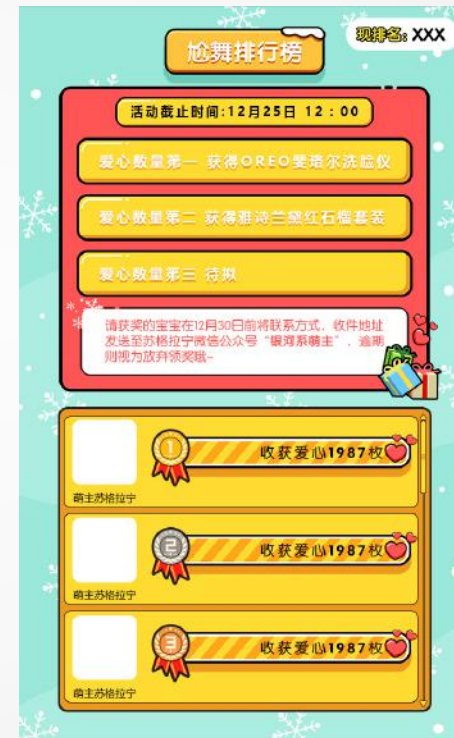 现排名：XXX
尬舞排行榜
活动截止时间:12月25日 12：00
爱心数量第一 获得OREO斐珞尔洗脸仪
爱心数量第二 获得雅诗兰黛红石榴套装
爱心数量第三 待拟
请获奖的宝宝在12月30日前将联系方式、收件地址
发送至苏格拉宁微信公众号“银河系萌主”，逾期
则视为放弃领奖哦~
1
收获爱心1987枚
萌主苏格拉宁
2
收获爱心1987枚
萌主苏格拉宁
3
收获爱心1987枚
萌主苏格拉宁